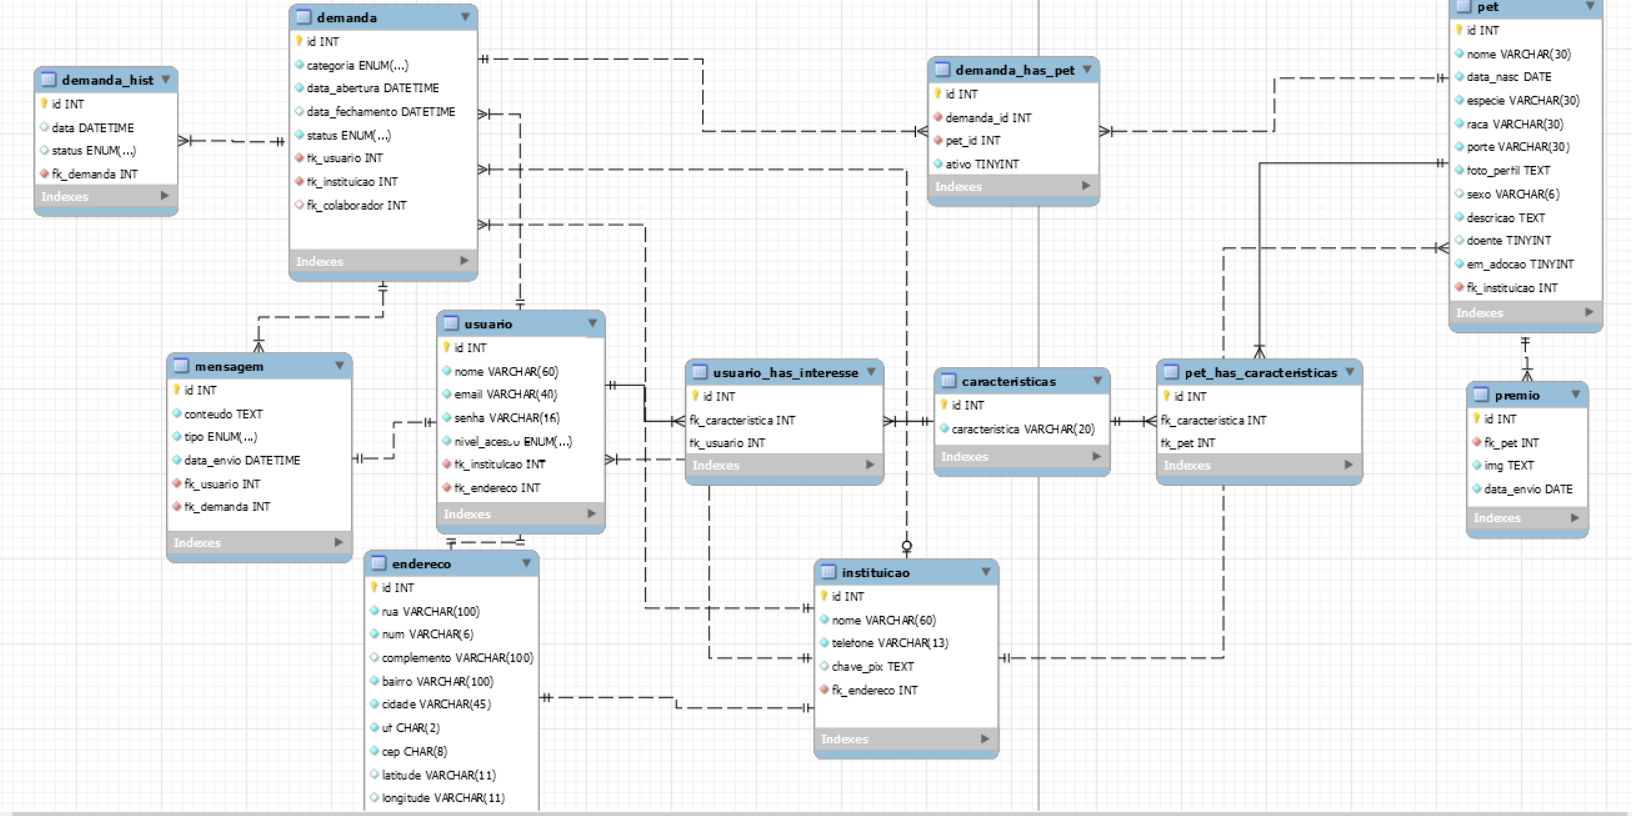 demanda
id INT
categoria ENUM(...)
data_abertura DATETIME
data_fechamento DATETIME
status ENUM(...)
fk_usuario INT
fk_instituicao INT
fk_colaborador INT
Indexes
demanda_hist
id INT
data DATETIME
status ENUM(...)
fk_demanda INT
Indexes
demanda_has_pet
id INT
demanda_id INT
pet_id INT
ativo TINYINT
Indexes
pet
id INT
nome VARCHAR(30)
data_nasc DATE
especie VARCHAR(30)
raca VARCHAR(30)
porte VARCHAR(30)
foto_perfil TEXT
sexo VARCHAR(6)
descricao TEXT
doente TINYINT
em_adocao TINYINT
fk_instituicao INT
Indexes
mensagem
id INT
conteudo TEXT
tipo ENUM(...)
data_envio DATETIME
fk_usuario INT
fk_demanda INT
Indexes
usuario
id INT
nome VARCHAR(60)
email VARCHAR(40)
senha VARCHAR(16)
nivel_acesso ENUM(...)
fk_instituicao INT
fk_endereco INT
Indexes
usuario_has_interesse
id INT
fk_caracteristica INT
fk_usuario INT
Indexes
caracteristicas
id INT
caracteristica VARCHAR(20)
Indexes
pet_has_caracteristicas
id INT
fk_caracteristica INT
fk_pet INT
Indexes
premio
id INT
fk_pet INT
img TEXT
data_envio DATE
Indexes
endereco
id INT
rua VARCHAR(100)
num VARCHAR(6)
complemento VARCHAR(100)
bairro VARCHAR(100)
cidade VARCHAR(45)
uf CHAR(2)
cep CHAR(8)
latitude VARCHAR(11)
longitude VARCHAR(11)
instituicao
id INT
nome VARCHAR(60)
telefone VARCHAR(13)
chave_pix TEXT
fk_endereco INT
Indexes